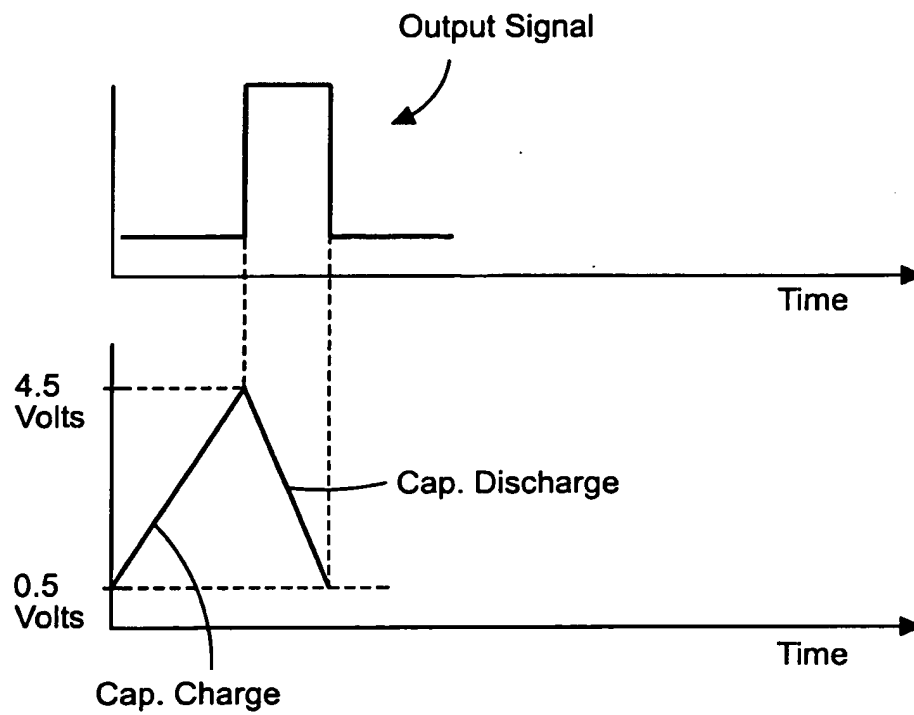 Output Signal
Time
4.5
Volts
Cap. Discharge
0.5
Volts
Time
Cap. Charge